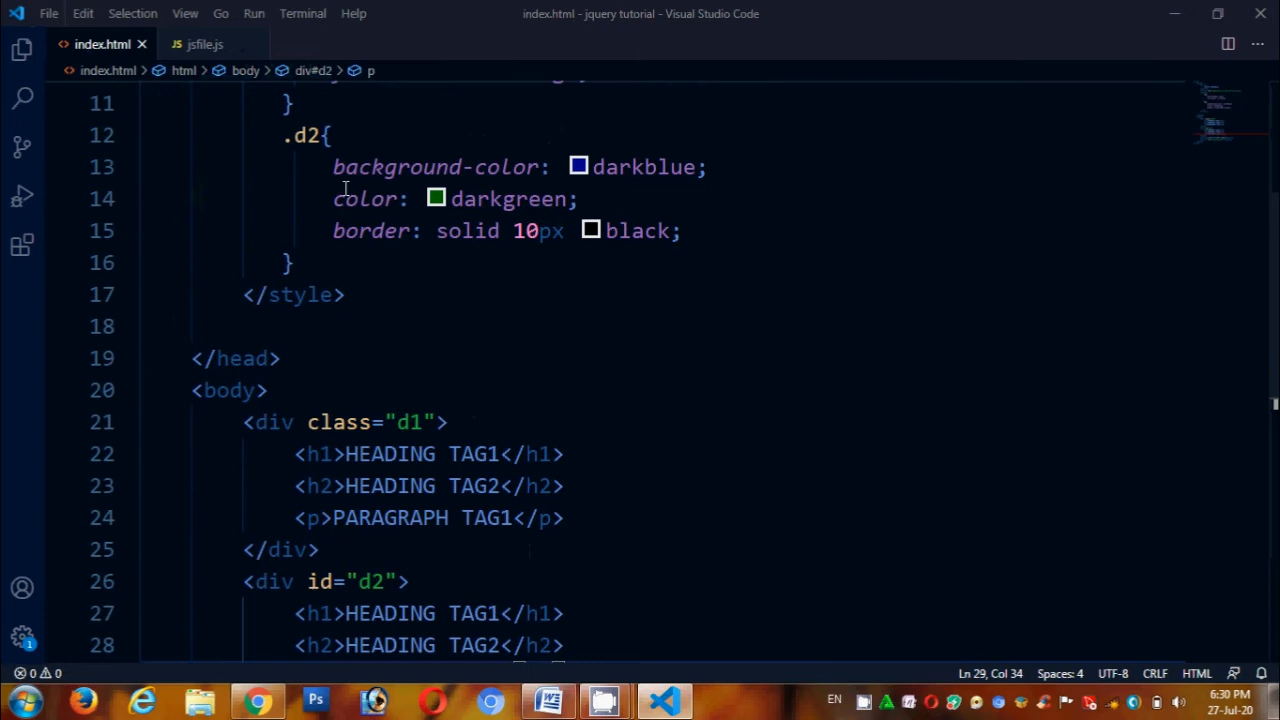 File Edit Selection View Go Run Terminal Help index.html - jquery tutorial - Visual Studio Code
index.html jsfile.js
index.html html body div#d2 p
11 }
12 .d2{
13 background-color: darkblue;
14 color: darkgreen;
15 border: solid 10px black;
16 }
17 </style>
18
19 </head>
20 <body>
21 <div class="d1">
22 <h1>HEADING TAG1</h1>
23 <h2>HEADING TAG2</h2>
24 <p>PARAGRAPH TAG1</p>
25 </div>
26 <div id="d2">
27 <h1>HEADING TAG1</h1>
28 <h2>HEADING TAG2</h2>
0 0 Ln 29, Col 34 Spaces: 4 UTF-8 CRLF HTML
EN 6:30 PM
27-Jul-20